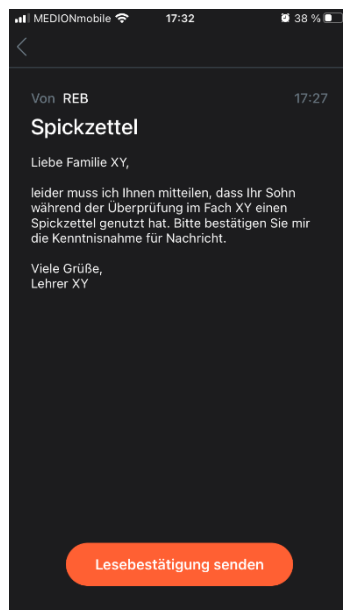 MEDIONmobile 17:32 38 %
Von REB 17:27
Spickzettel
Liebe Familie XY,
leider muss ich Ihnen mitteilen, dass Ihr Sohn
während der Überprüfung im Fach XY einen
Spickzettel genutzt hat. Bitte bestätigen Sie mir
die Kenntnisnahme für Nachricht.
Viele Grüße,
Lehrer XY
Lesebestätigung senden